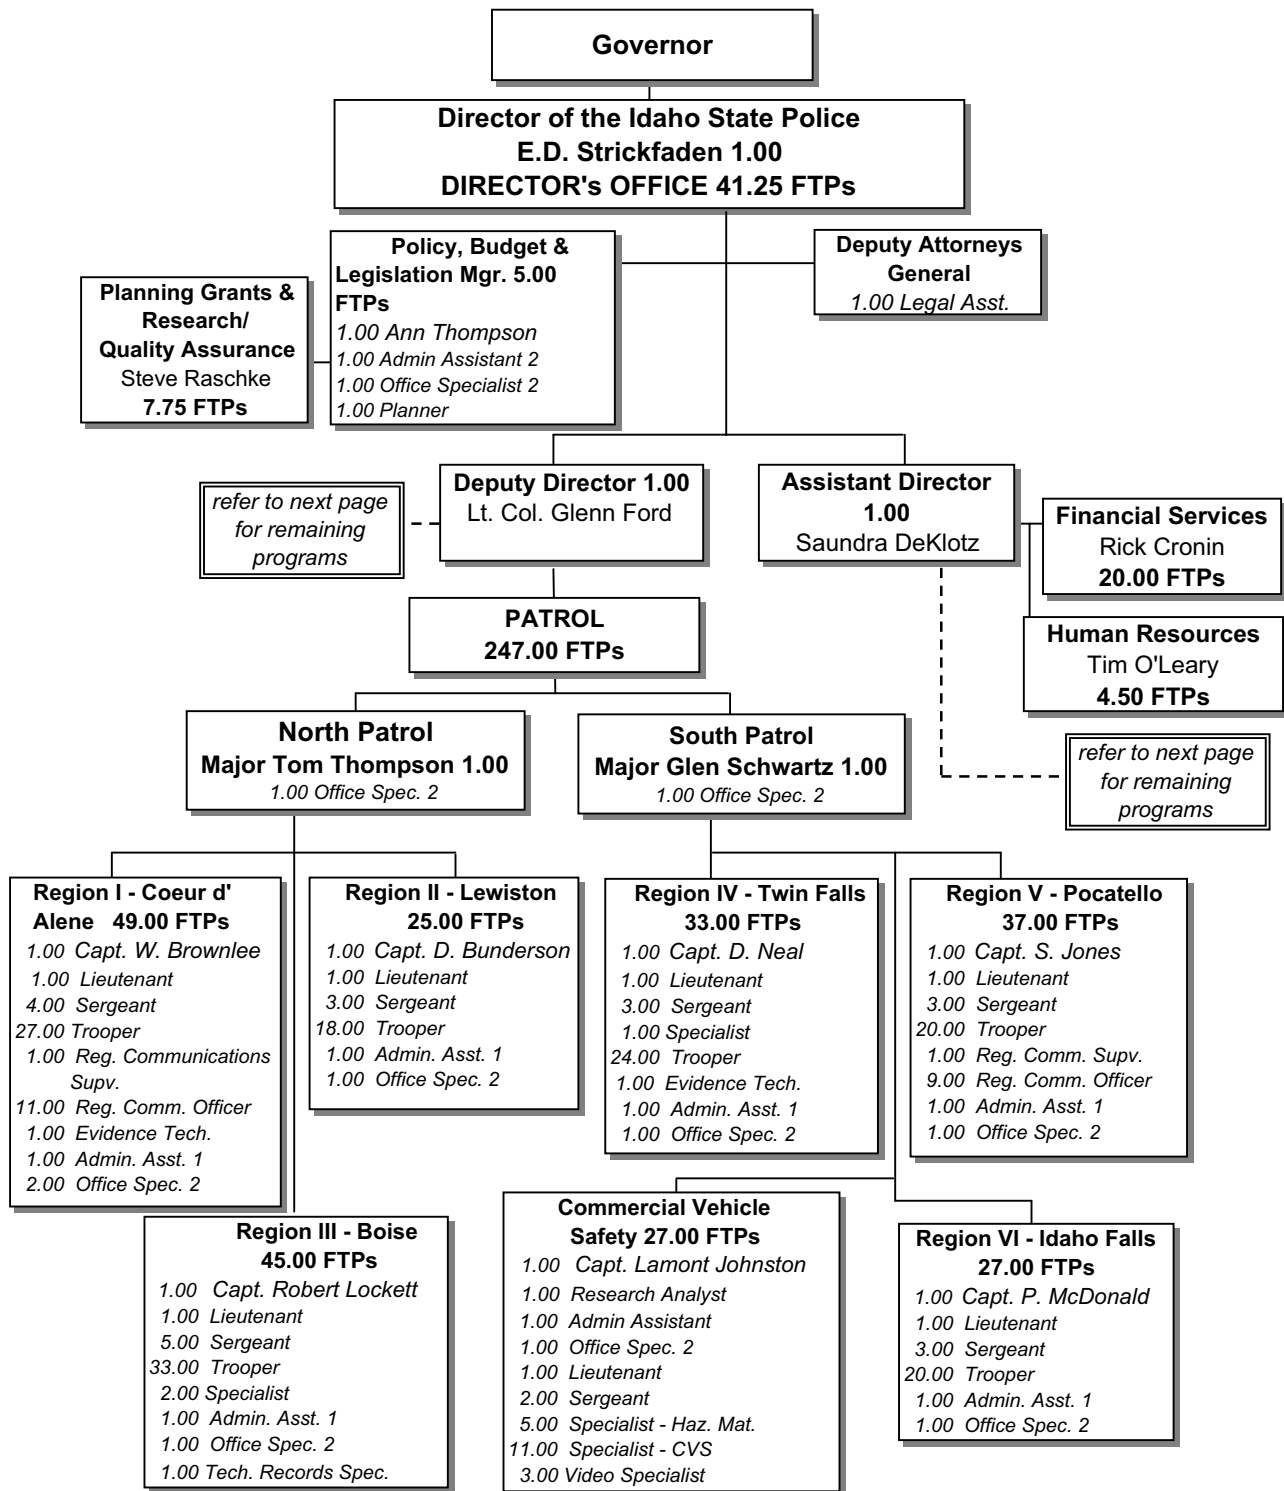 Governor
Director of the Idaho State Police
E.D. Strickfaden 1.00
DIRECTOR's OFFICE 41.25 FTPs
Policy, Budget &
Legislation Mgr. 5.00
FTPs
1.00 Ann Thompson
1.00 Admin Assistant 2
1.00 Office Specialist 2
1.00 Planner
Deputy Attorneys
General
1.00 Legal Asst.
Planning Grants &
Research/
Quality Assurance
Steve Raschke
7.75 FTPs
refer to next page
for remaining
programs
Deputy Director 1.00
Lt. Col. Glenn Ford
Assistant Director
1.00
Saundra DeKlotz
Financial Services
Rick Cronin
20.00 FTPs
Human Resources
Tim O'Leary
4.50 FTPs
PATROL
247.00 FTPs
refer to next page
for remaining
programs
North Patrol
Major Tom Thompson 1.00
1.00 Office Spec. 2
South Patrol
Major Glen Schwartz 1.00
1.00 Office Spec. 2
Region I - Coeur d'
Alene 49.00 FTPs
1.00 Capt. W. Brownlee
1.00 Lieutenant
4.00 Sergeant
27.00 Trooper
1.00 Reg. Communications
Supv.
11.00 Reg. Comm. Officer
1.00 Evidence Tech.
1.00 Admin. Asst. 1
2.00 Office Spec. 2
Region II - Lewiston
25.00 FTPs
1.00 Capt. D. Bunderson
1.00 Lieutenant
3.00 Sergeant
18.00 Trooper
1.00 Admin. Asst. 1
1.00 Office Spec. 2
Region IV - Twin Falls
33.00 FTPs
1.00 Capt. D. Neal
1.00 Lieutenant
3.00 Sergeant
1.00 Specialist
24.00 Trooper
1.00 Evidence Tech.
1.00 Admin. Asst. 1
1.00 Office Spec. 2
Region V - Pocatello
37.00 FTPs
1.00 Capt. S. Jones
1.00 Lieutenant
3.00 Sergeant
20.00 Trooper
1.00 Reg. Comm. Supv.
9.00 Reg. Comm. Officer
1.00 Admin. Asst. 1
1.00 Office Spec. 2
Region III - Boise
45.00 FTPs
1.00 Capt. Robert Lockett
1.00 Lieutenant
5.00 Sergeant
33.00 Trooper
2.00 Specialist
1.00 Admin. Asst. 1
1.00 Office Spec. 2
1.00 Tech. Records Spec.
Commercial Vehicle
Safety 27.00 FTPs
1.00 Capt. Lamont Johnston
1.00 Research Analyst
1.00 Admin Assistant
1.00 Office Spec. 2
1.00 Lieutenant
2.00 Sergeant
5.00 Specialist - Haz. Mat.
11.00 Specialist - CVS
3.00 Video Specialist
Region VI - Idaho Falls
27.00 FTPs
1.00 Capt. P. McDonald
1.00 Lieutenant
3.00 Sergeant
20.00 Trooper
1.00 Admin. Asst. 1
1.00 Office Spec. 2